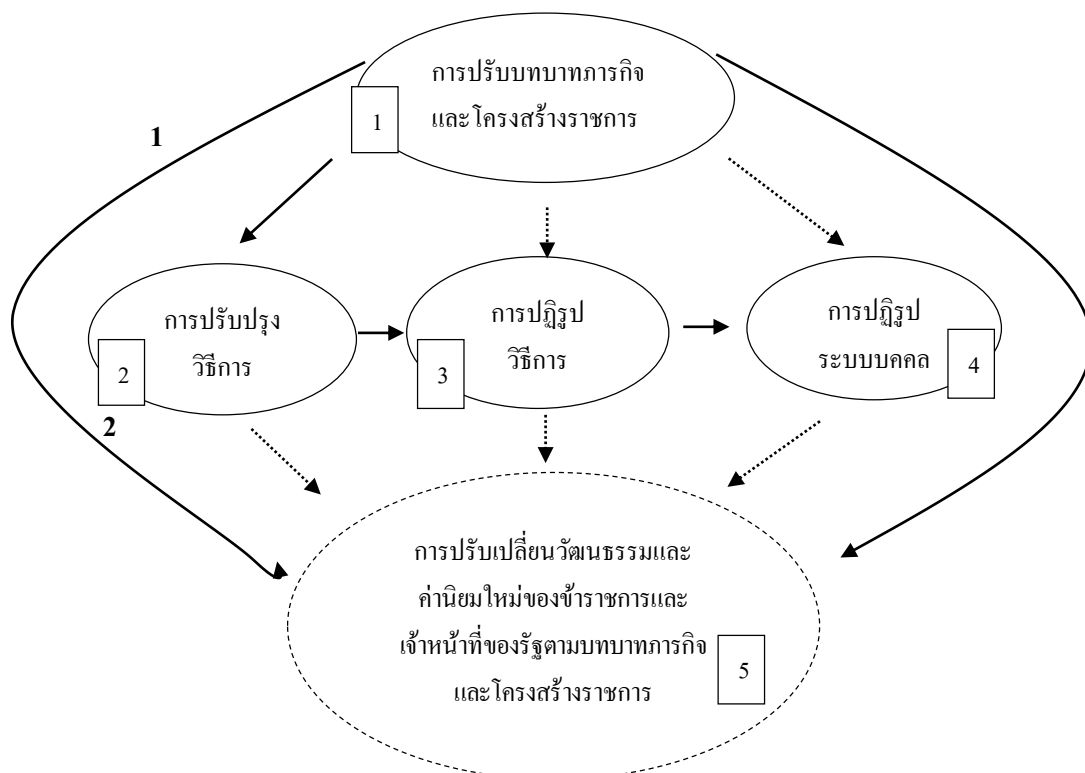 การปรับบทบาทภารกิจ
และโครงสร้างราชการ
1
1
การปรับปรุง
วิธีการ
2
การปฏิรูป
วิธีการ
3
การปฏิรูป
ระบบบคคล
4
2
การปรับเปลี่ยนวัฒนธรรมและ
ค่านิยมใหม่ของข้าราชการและ
เจ้าหน้าที่ของรัฐตามบทบาทภารกิจ
และโครงสร้างราชการ
5